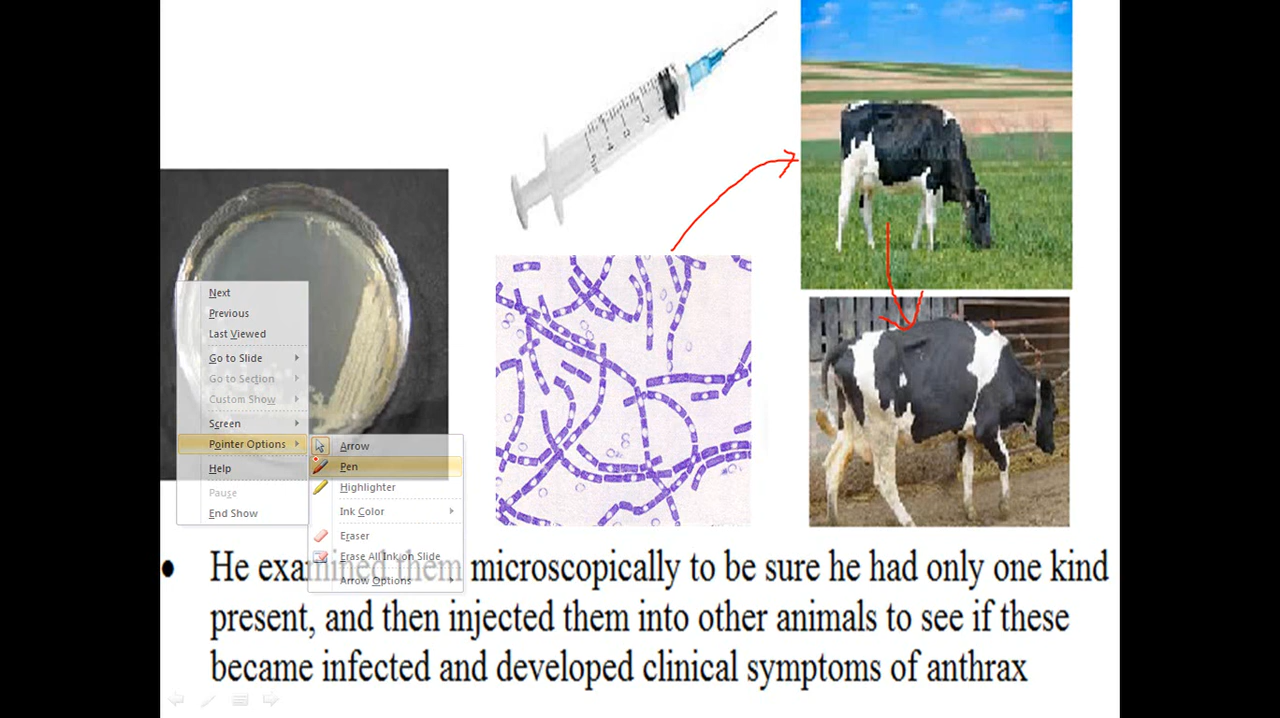 Next
Previous
Last Viewed
Go to Slide
Go to Section
Custom Show
Screen
Pointer Options
Help
Pause
End Show
Arrow
Pen
Highlighter
Ink Color
Eraser
Erase All Ink on Slide
Arrow Options
• He examined them microscopically to be sure he had only one kind
present, and then injected them into other animals to see if these
became infected and developed clinical symptoms of anthrax